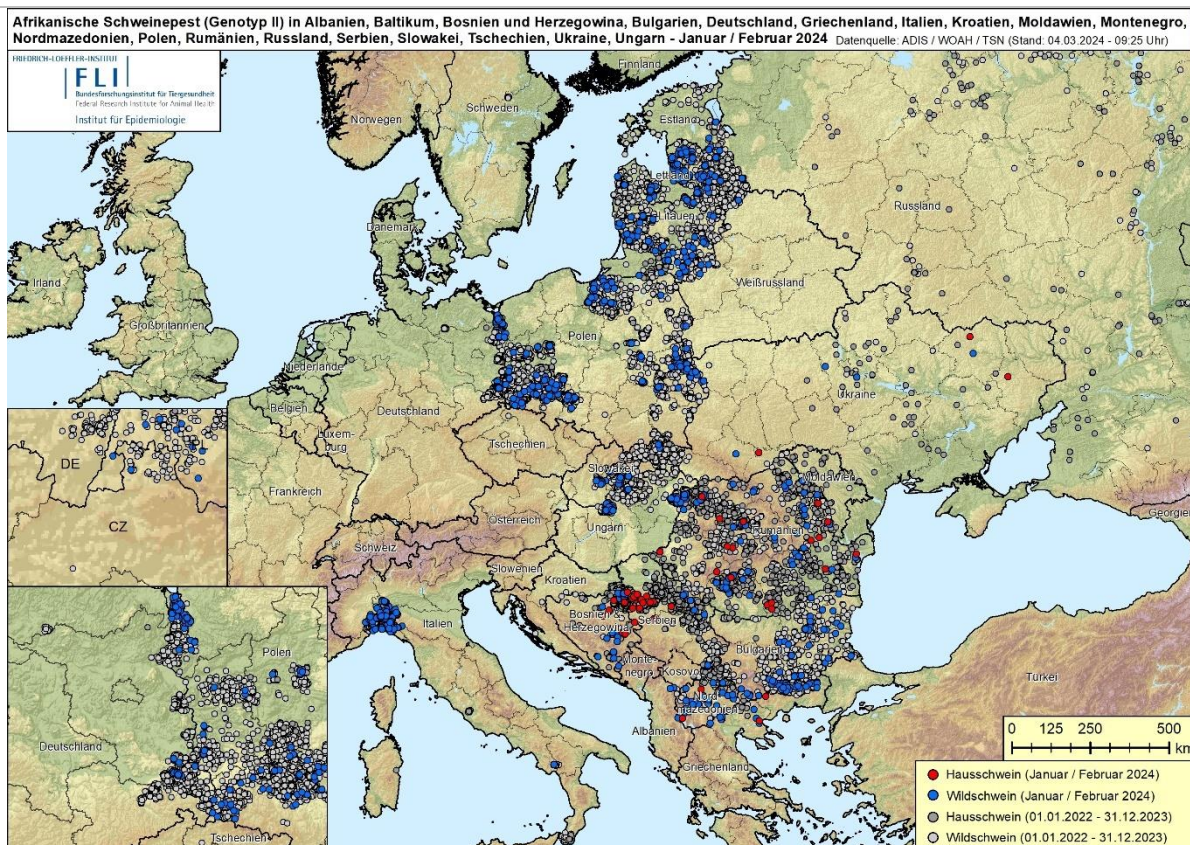 Afrikanische Schweinepest (Genotyp II) in Albanien, Baltikum, Bosnien und Herzegowina, Bulgarien, Deutschland, Griechenland, Italien, Kroatien, Moldawien, Montenegro,
Nordmazedonien, Polen, Rumänien, Russland, Serbien, Slowakei, Tschechien, Ukraine, Ungarn - Januar / Februar 2024 Datenquelle: ADIS / WOAH / TSN (Stand: 04.03.2024 - 09:25 Uhr)
FRIEDRICH-LOEFFLER-INSTITUT
FLI
Bundesforschungsinstitut für Tiergesundheit
Federal Research Institute for Animal Health
Institut für Epidemiologie
Finnland
Schweden
Norwegen
Estland
Lettland
Russland
Litauen
Dänemark
Irland
Weißrussland
Großbritannien
Polen
Niederlande
Ukraine
Belgien
Deutschland
Luxem-
burg
Tschechien
DE
Slowakei
Moldawien
Frankreich
CZ
Österreich
Ungarn
Rumänien
Georgien
Schweiz
Slowenien
Kroatien
Bosnien &
Herzegowina
Serbien
Italien
Monte-
negro
Kosovo
Bulgarien
Polen
Türkei
Nord
mazedonien
Albanien
Deutschland
Griechenland
Tschechien
0 125 250 500
km
Hausschwein (Januar / Februar 2024)
Wildschwein (Januar / Februar 2024)
Hausschwein (01.01.2022 - 31.12.2023)
Wildschwein (01.01.2022 - 31.12.2023)